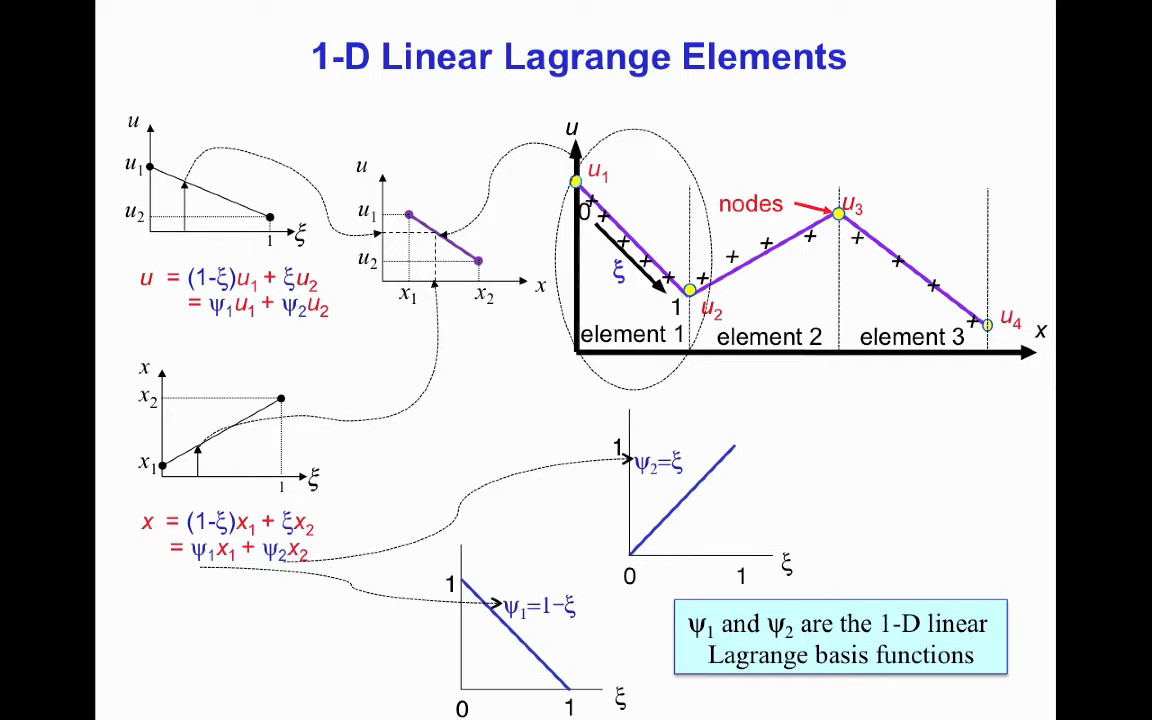 1-D Linear Lagrange Elements
u
u₁
u₂
1
ξ
u = (1-ξ)u₁ + ξu₂
= ψ₁u₁ + ψ₂u₂
u
u₁
u₂
x₁
x₂
x
u
u₁
0
ξ
1
u₂
nodes
u₃
u₄
element 1
element 2
element 3
x
x
x₂
x₁
1
ξ
x = (1-ξ)x₁ + ξx₂
= ψ₁x₁ + ψ₂x₂
1
ψ₂=ξ
0
1
ξ
1
ψ₁=1−ξ
0
1
ξ
ψ₁ and ψ₂ are the 1-D linear
Lagrange basis functions